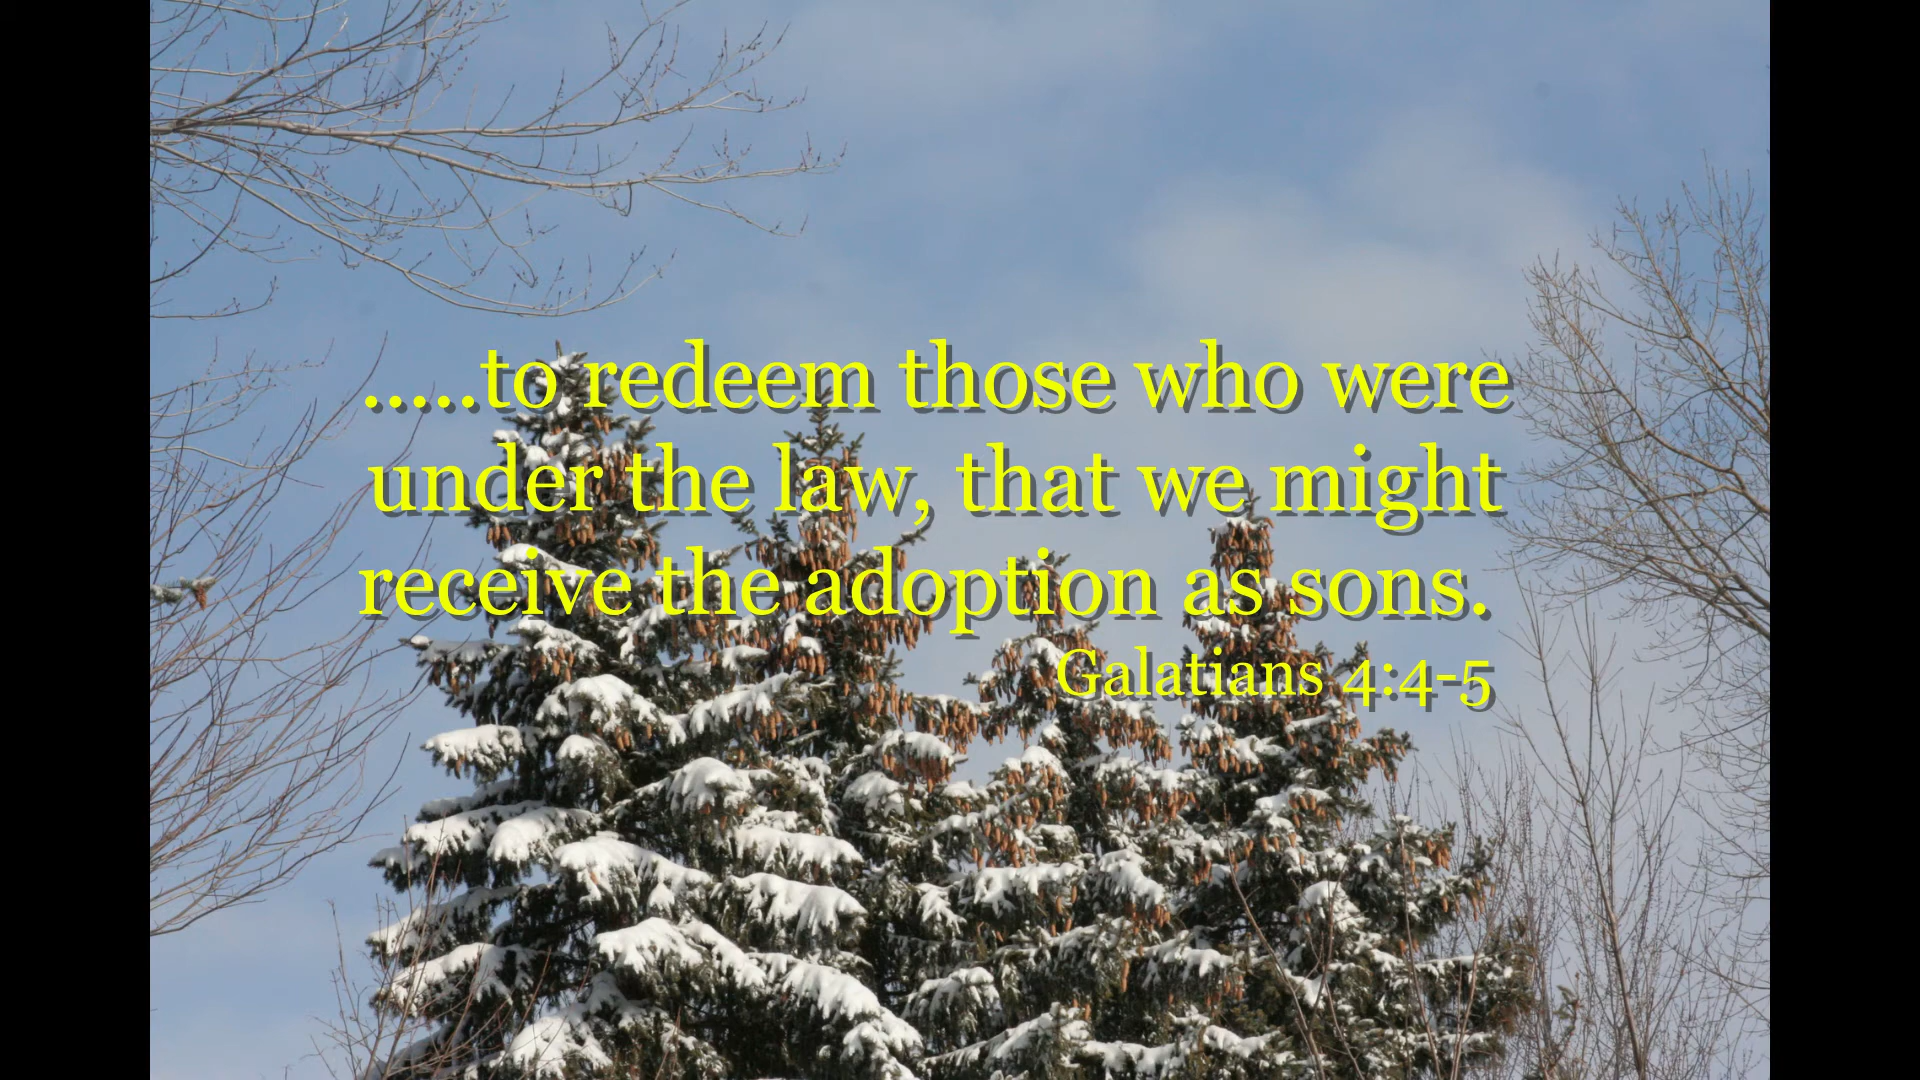 .....to redeem those who were
under the law, that we might
receive the adoption as sons.
Galatians 4:4-5